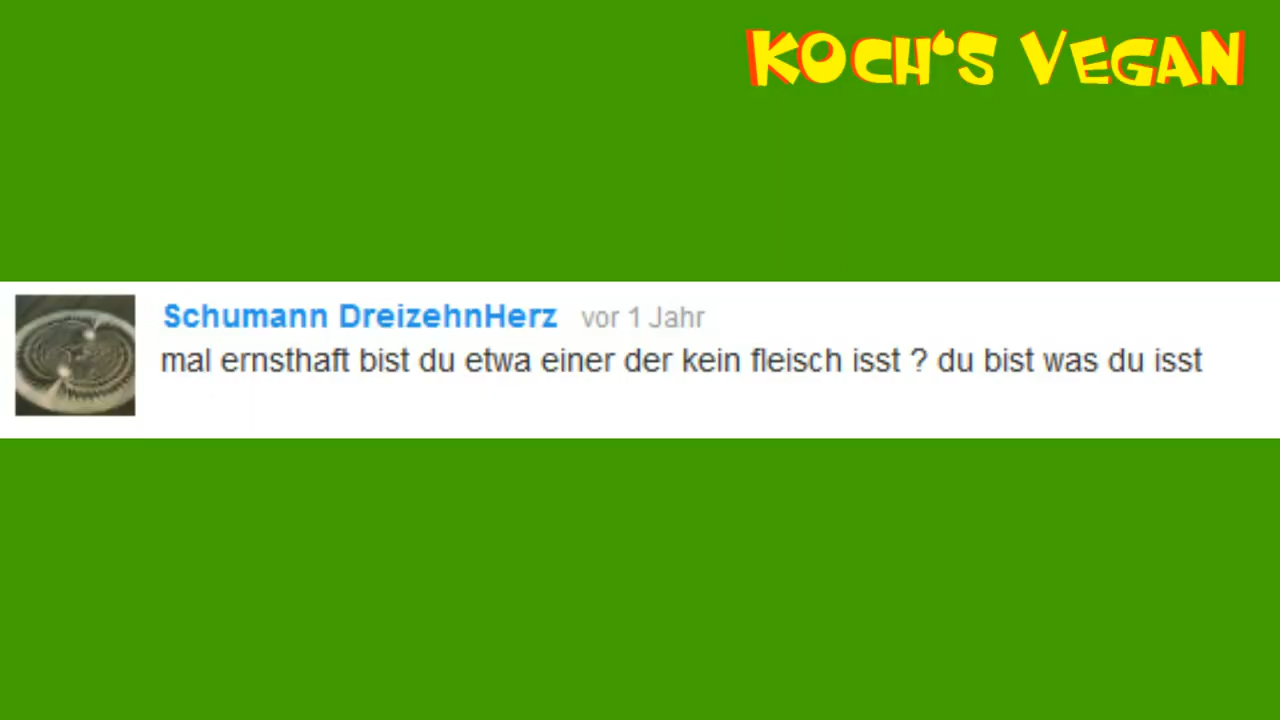 KOCH'S VEGAN
Schumann DreizehnHerz vor 1 Jahr
mal ernsthaft bist du etwa einer der kein fleisch isst ? du bist was du isst